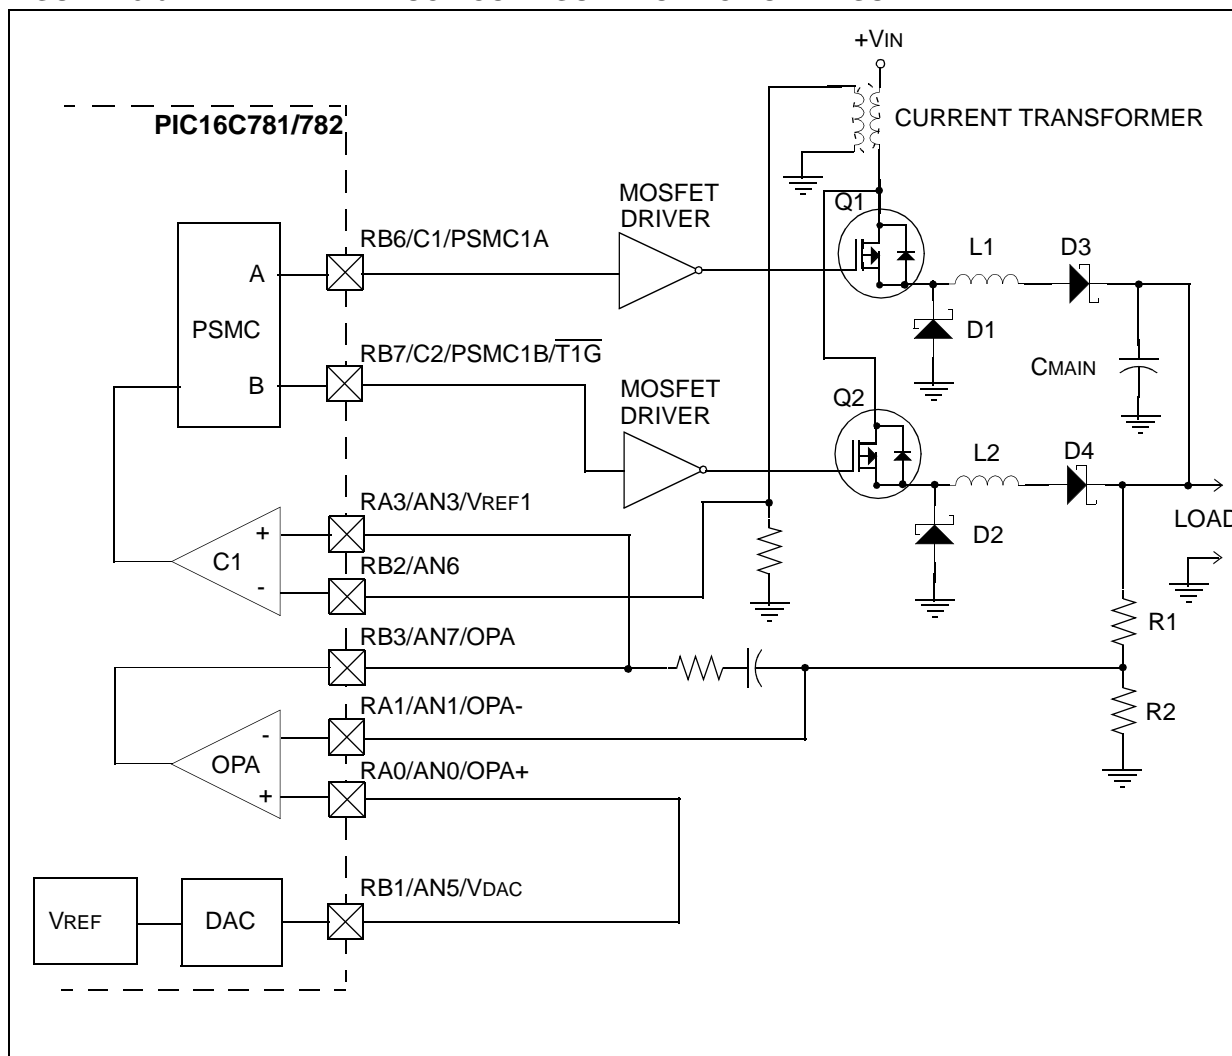 +VIN
PIC16C781/782
CURRENT TRANSFORMER
MOSFET
DRIVER
Q1
RB6/C1/PSMC1A
L1
D3
A
PSMC
D1
RB7/C2/PSMC1B/T1G
CMAIN
B
MOSFET
DRIVER
Q2
L2
D4
RA3/AN3/VREF1
LOAD
+
C1
D2
RB2/AN6
-
R1
RB3/AN7/OPA
RA1/AN1/OPA-
R2
-
OPA
RA0/AN0/OPA+
+
RB1/AN5/VDAC
VREF
DAC